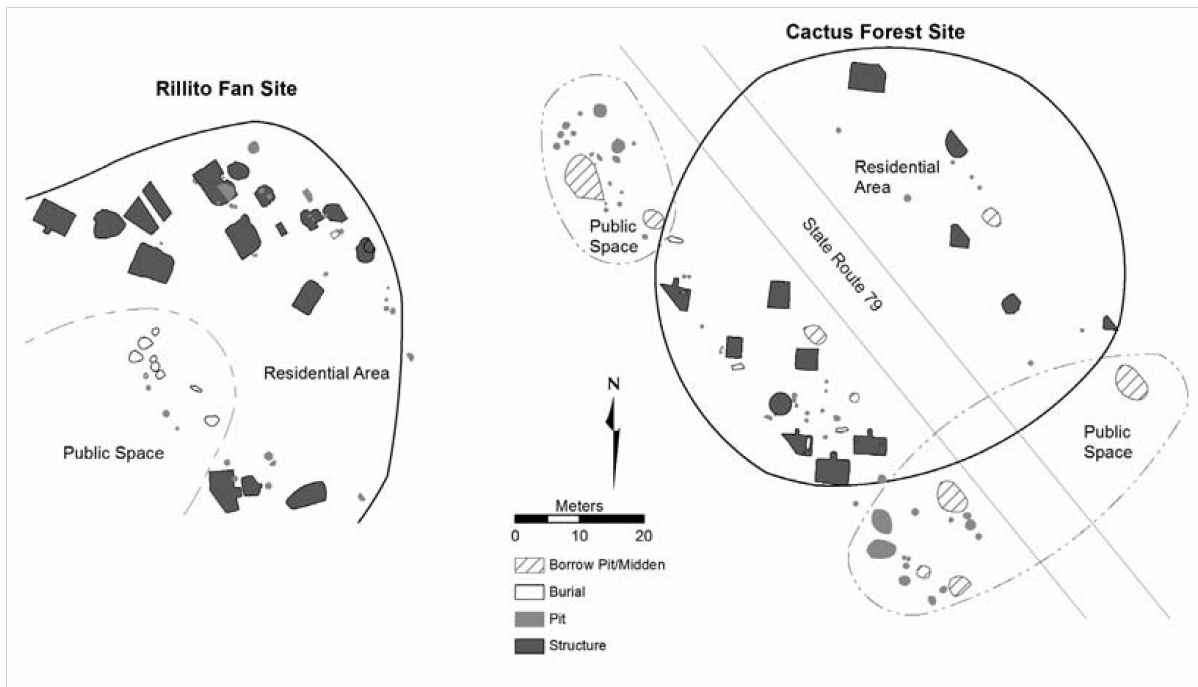 Cactus Forest Site
Rillito Fan Site
Residential
Area
Public
Space
State Route 79
Residential Area
N
Public Space
Public
Space
Meters
0 10 20
Borrow Pit/Midden
Burial
Pit
Structure